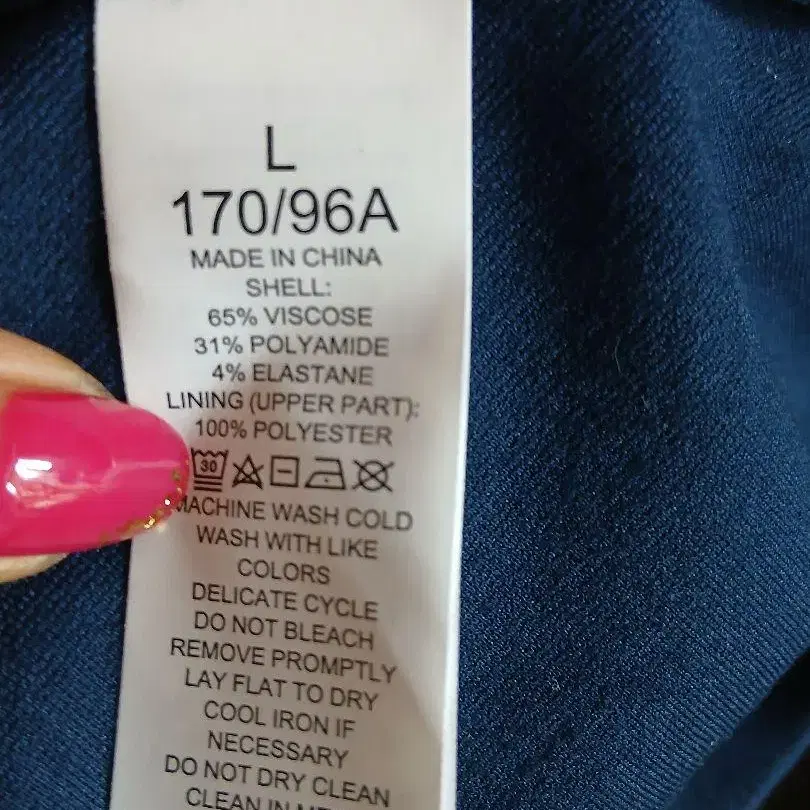 L
170/96A
MADE IN CHINA
SHELL:
65% VISCOSE
31% POLYAMIDE
4% ELASTANE
LINING (UPPER PART):
100% POLYESTER
30
MACHINE WASH COLD
WASH WITH LIKE
COLORS
DELICATE CYCLE
DO NOT BLEACH
REMOVE PROMPTLY
LAY FLAT TO DRY
COOL IRON IF
NECESSARY
DO NOT DRY CLEAN
CLEAN IN